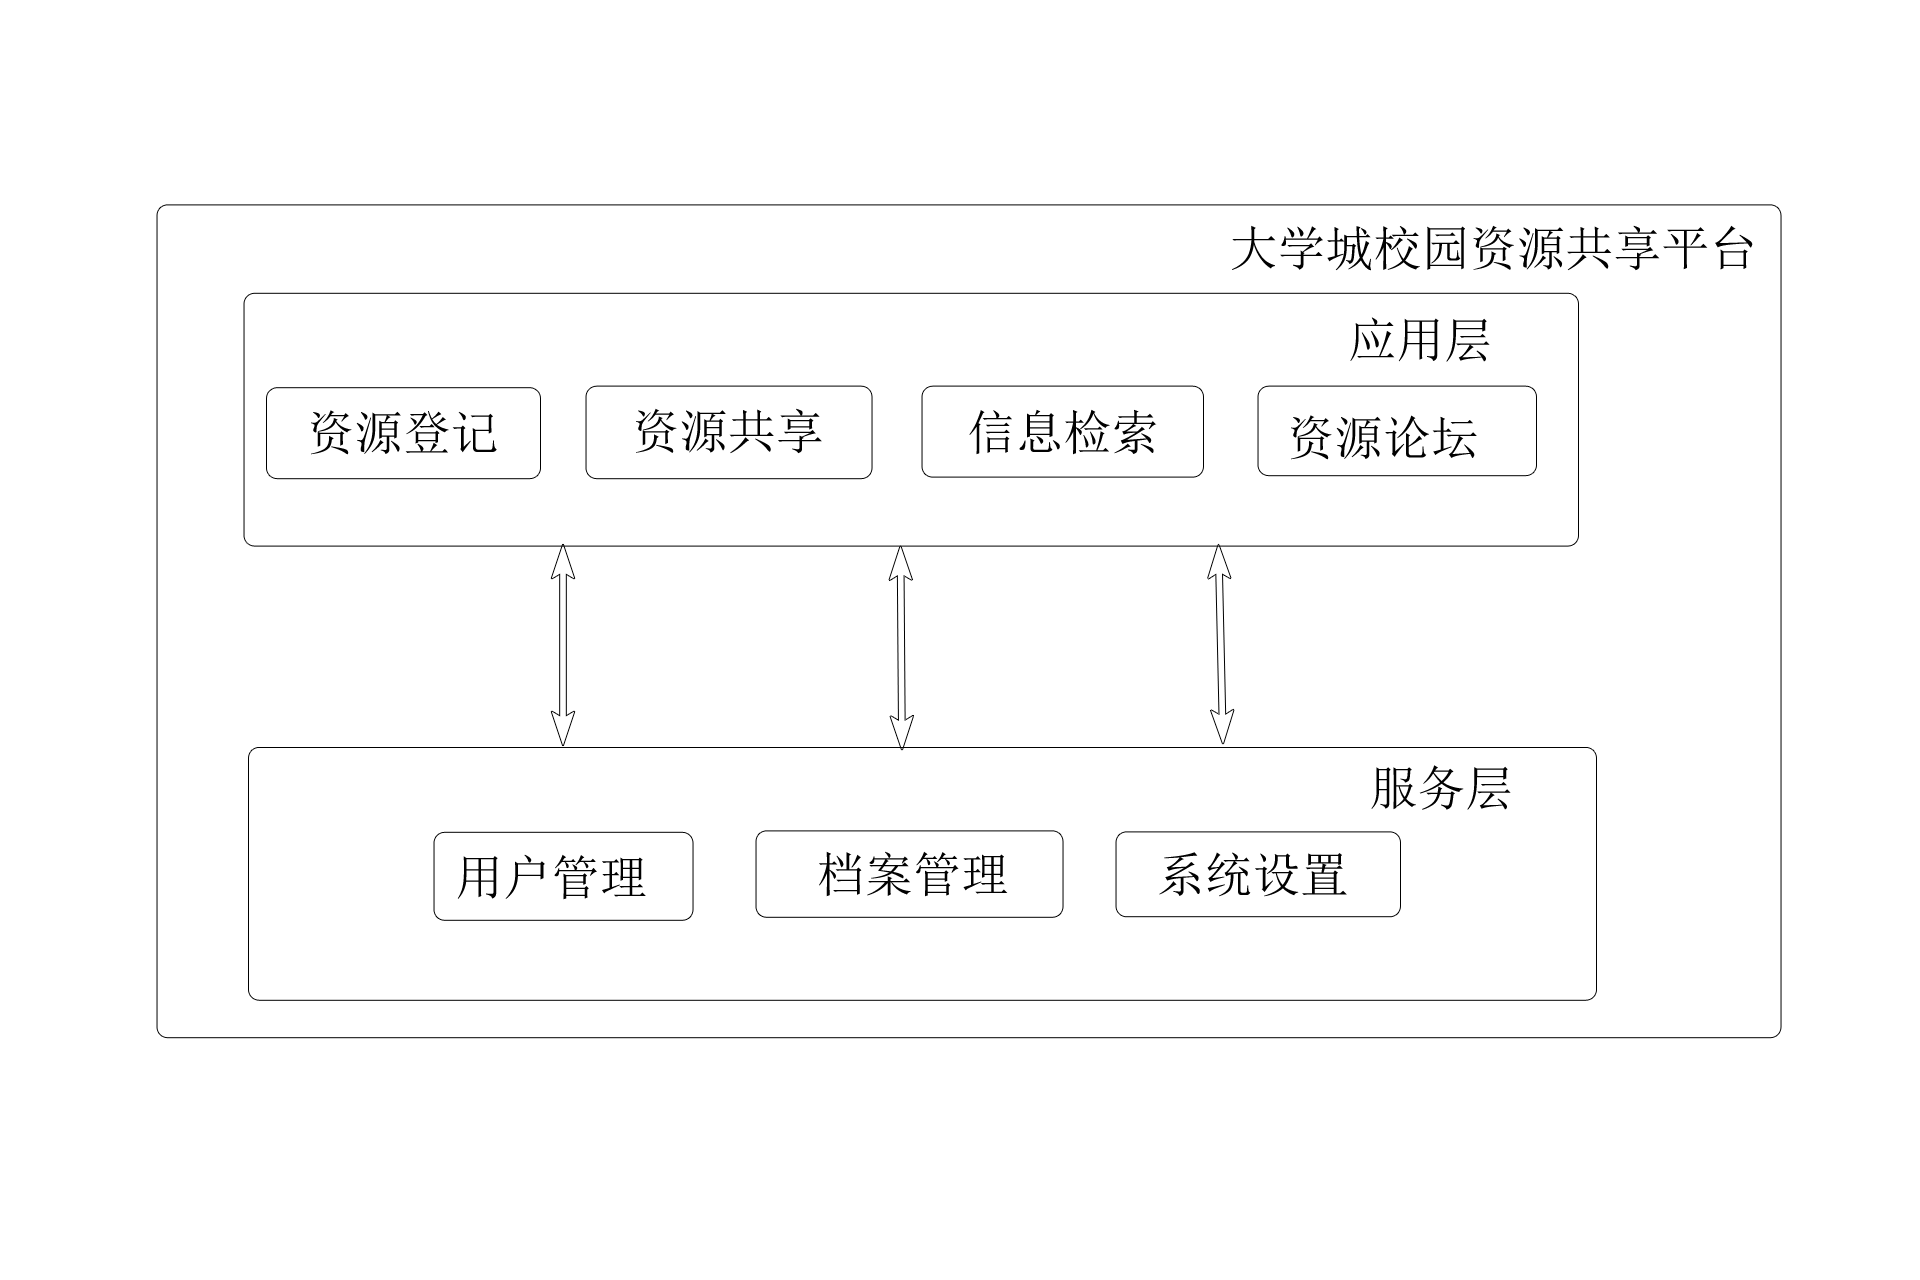 大学城校园资源共享平台
应用层
资源登记 资源共享 信息检索 资源论坛
服务层
用户管理 档案管理 系统设置